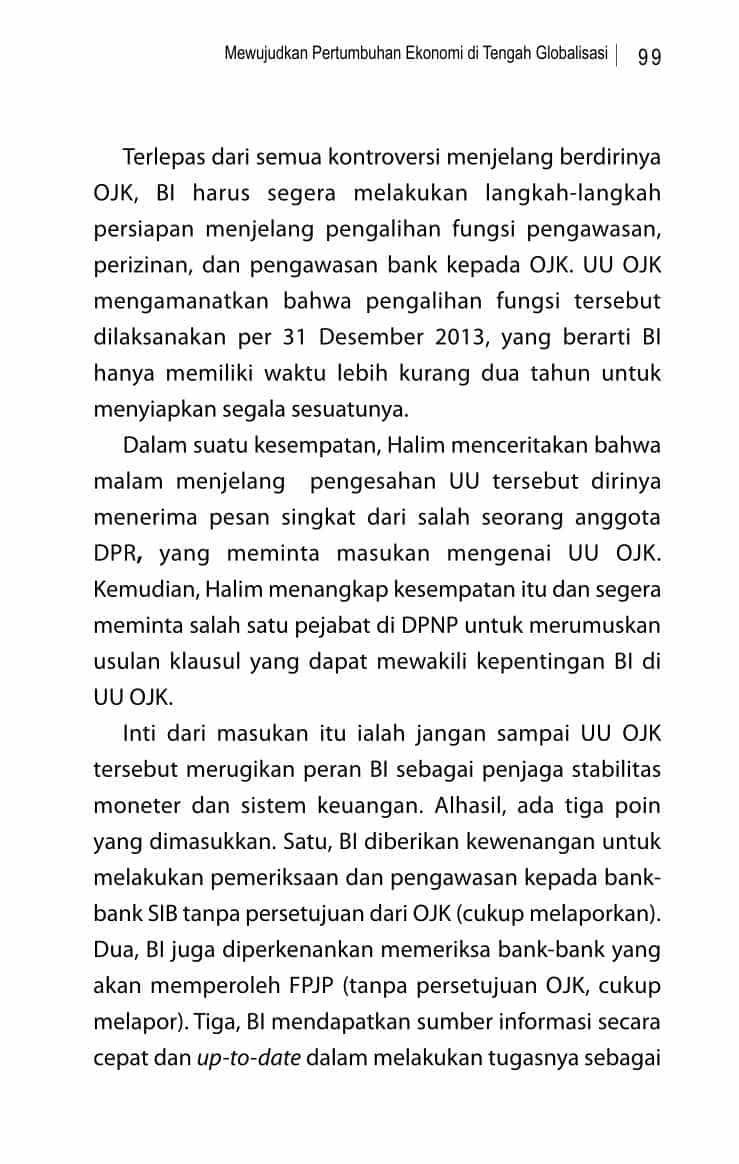 Mewujudkan Pertumbuhan Ekonomi di Tengah Globalisasi | 99
Terlepas dari semua kontroversi menjelang berdirinya
OJK, BI harus segera melakukan langkah-langkah
persiapan menjelang pengalihan fungsi pengawasan,
perizinan, dan pengawasan bank kepada OJK. UU OJK
mengamanatkan bahwa pengalihan fungsi tersebut
dilaksanakan per 31 Desember 2013, yang berarti BI
hanya memiliki waktu lebih kurang dua tahun untuk
menyiapkan segala sesuatunya.
Dalam suatu kesempatan, Halim menceritakan bahwa
malam menjelang pengesahan UU tersebut dirinya
menerima pesan singkat dari salah seorang anggota
DPR, yang meminta masukan mengenai UU OJK.
Kemudian, Halim menangkap kesempatan itu dan segera
meminta salah satu pejabat di DPNP untuk merumuskan
usulan klausul yang dapat mewakili kepentingan BI di
UU OJK.
Inti dari masukan itu ialah jangan sampai UU OJK
tersebut merugikan peran BI sebagai penjaga stabilitas
moneter dan sistem keuangan. Alhasil, ada tiga poin
yang dimasukkan. Satu, BI diberikan kewenangan untuk
melakukan pemeriksaan dan pengawasan kepada bank-
bank SIB tanpa persetujuan dari OJK (cukup melaporkan).
Dua, BI juga diperkenankan memeriksa bank-bank yang
akan memperoleh FPJP (tanpa persetujuan OJK, cukup
melapor). Tiga, BI mendapatkan sumber informasi secara
cepat dan up-to-date dalam melakukan tugasnya sebagai